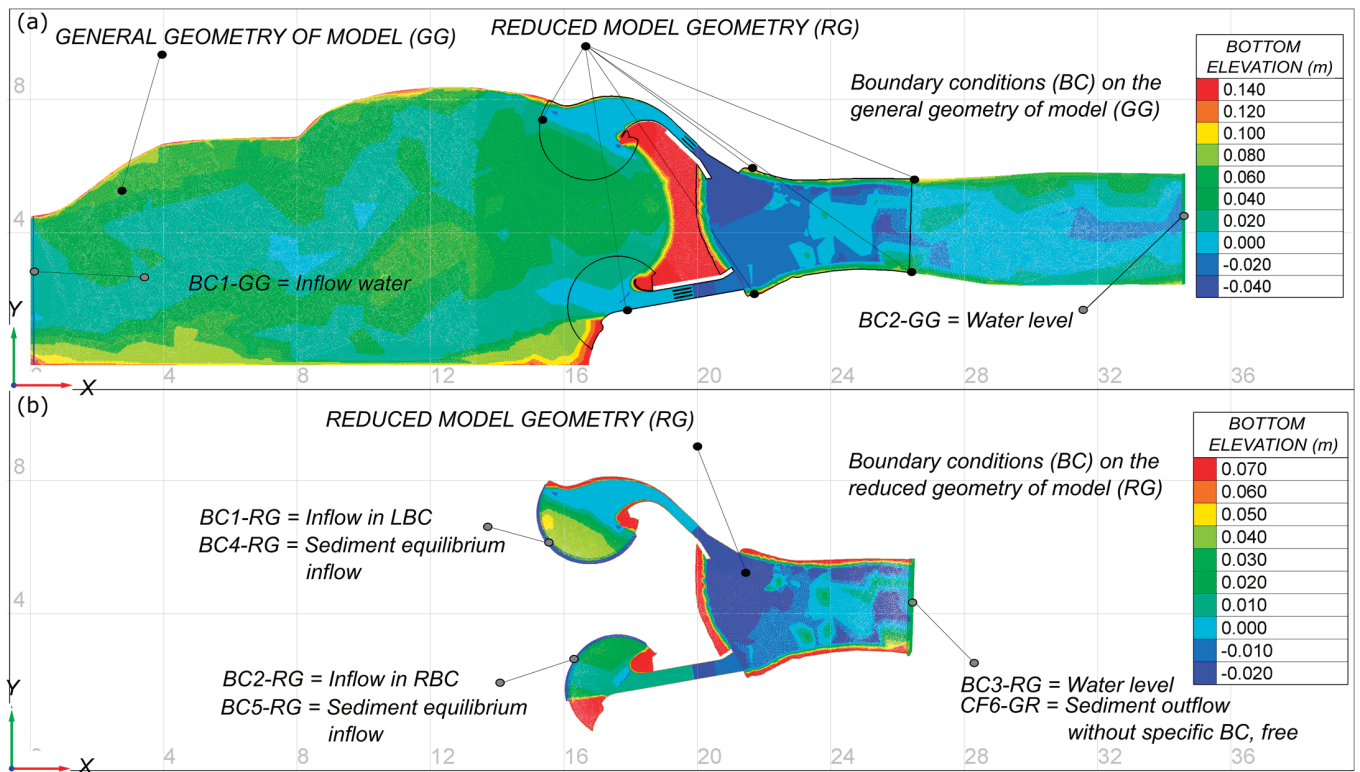 (a)
GENERAL GEOMETRY OF MODEL (GG)
REDUCED MODEL GEOMETRY (RG)
Boundary conditions (BC) on the
general geometry of model (GG)
BOTTOM
ELEVATION (m)
0.140
0.120
0.100
0.080
0.060
0.040
0.020
0.000
-0.020
-0.040
8
4
BC1-GG = Inflow water
BC2-GG = Water level
Y
X
0 4 8 12 16 20 24 28 32 36
(b)
REDUCED MODEL GEOMETRY (RG)
Boundary conditions (BC) on the
reduced geometry of model (RG)
BOTTOM
ELEVATION (m)
0.070
0.060
0.050
0.040
0.030
0.020
0.010
0.000
-0.010
-0.020
8
4
BC1-RG = Inflow in LBC
BC4-RG = Sediment equilibrium
inflow
BC2-RG = Inflow in RBC
BC5-RG = Sediment equilibrium
inflow
BC3-RG = Water level
CF6-GR = Sediment outflow
without specific BC, free
Y
X
4 8 12 16 20 24 28 32 36